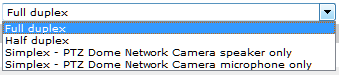 Full duplex
Full duplex
Half duplex
Simplex - PTZ Dome Network Camera speaker only
Simplex - PTZ Dome Network Camera microphone only